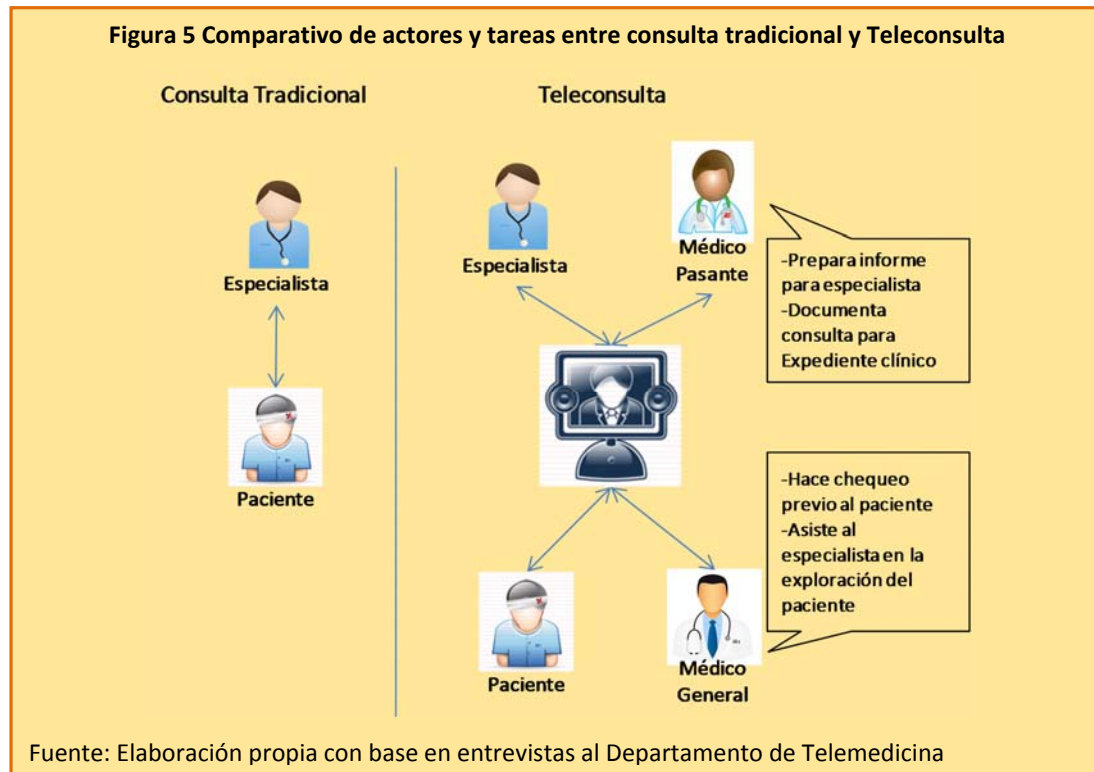 Figura 5 Comparativo de actores y tareas entre consulta tradicional y Teleconsulta
Consulta Tradicional
Teleconsulta
Especialista
Paciente
Especialista
Médico
Pasante
-Prepara informe
para especialista
-Documenta
consulta para
Expediente clínico
Paciente
Médico
General
-Hace chequeo
previo al paciente
-Asiste al
especialista en la
exploración del
paciente
Fuente: Elaboración propia con base en entrevistas al Departamento de Telemedicina